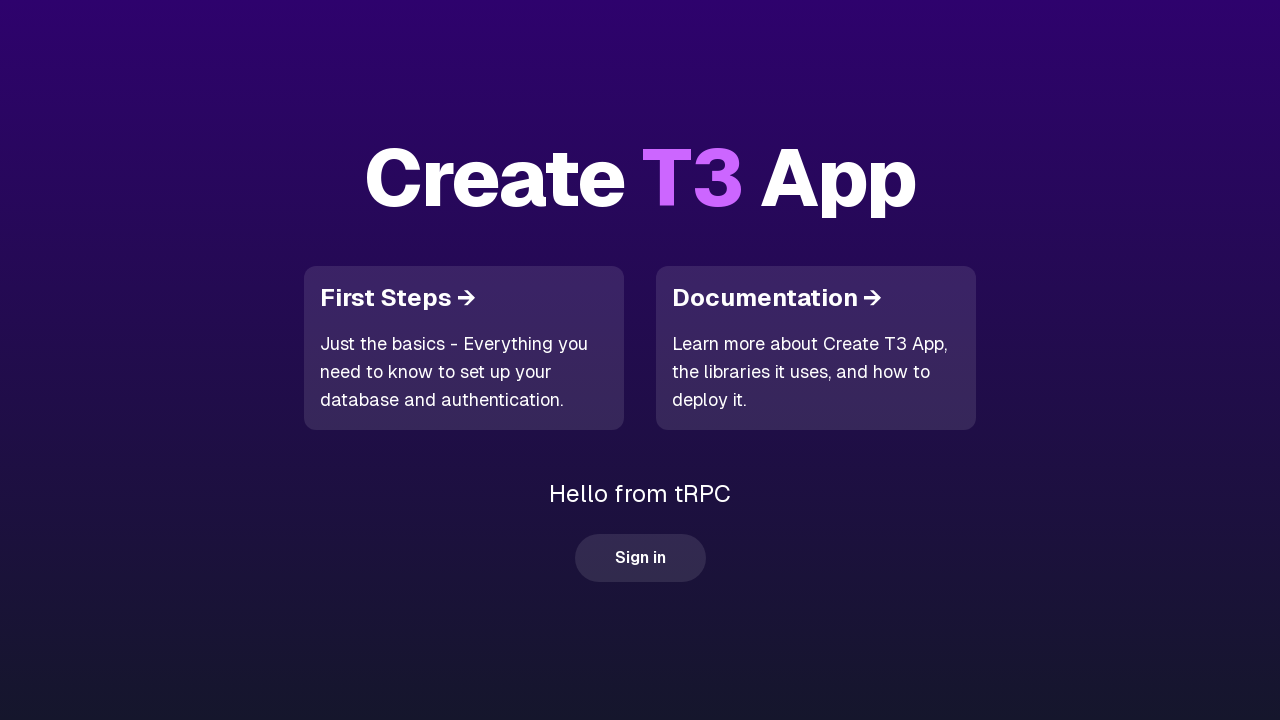 Create T3 App
First Steps →
Just the basics - Everything you
need to know to set up your
database and authentication.
Documentation →
Learn more about Create T3 App,
the libraries it uses, and how to
deploy it.
Hello from tRPC
Sign in